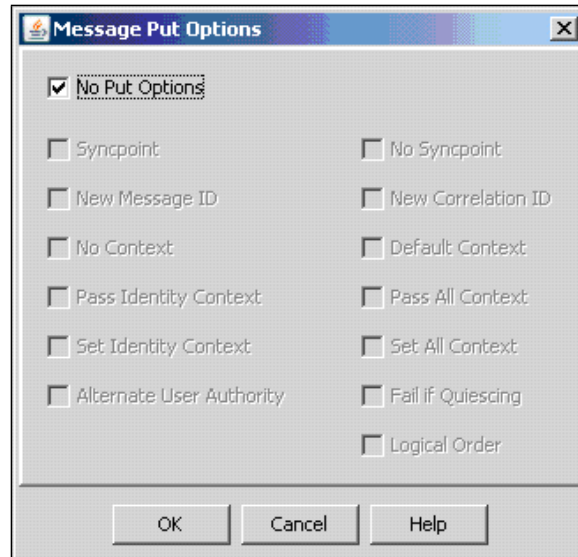 Message Put Options
No Put Options
Syncpoint
No Syncpoint
New Message ID
New Correlation ID
No Context
Default Context
Pass Identity Context
Pass All Context
Set Identity Context
Set All Context
Alternate User Authority
Fail if Quiescing
Logical Order
OK
Cancel
Help